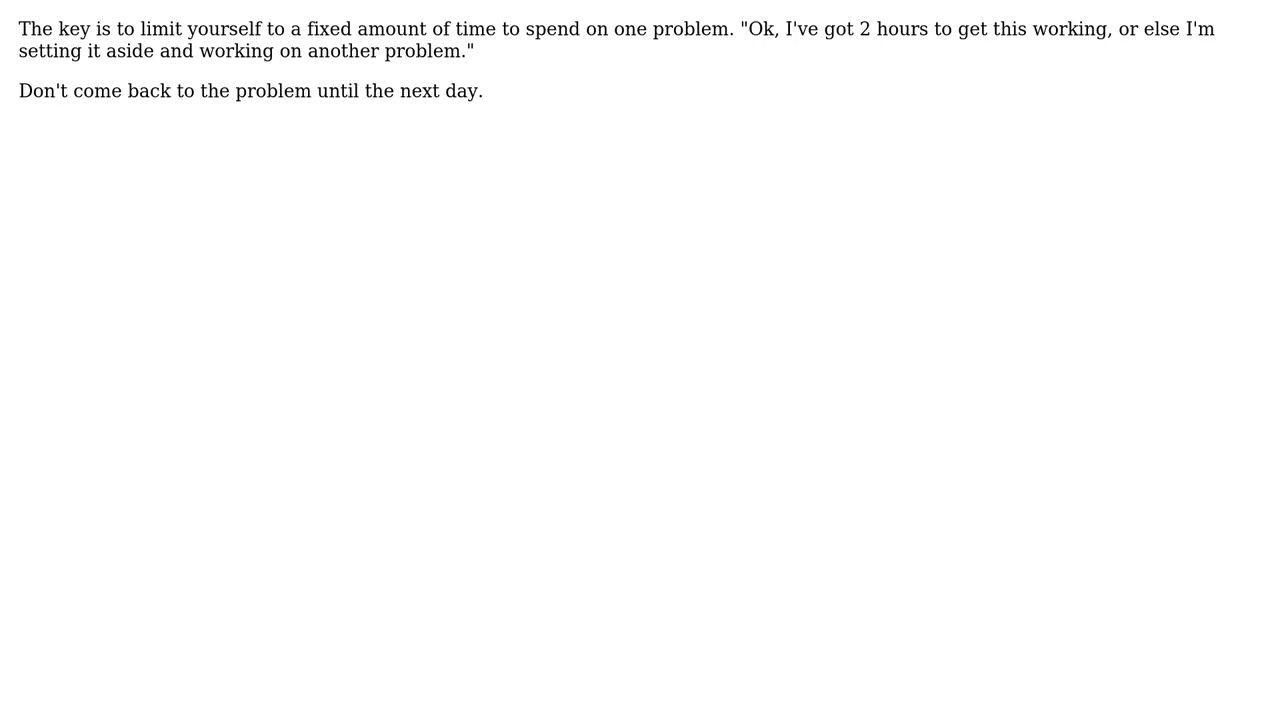 The key is to limit yourself to a fixed amount of time to spend on one problem. "Ok, I've got 2 hours to get this working, or else I'm
setting it aside and working on another problem."
Don't come back to the problem until the next day.